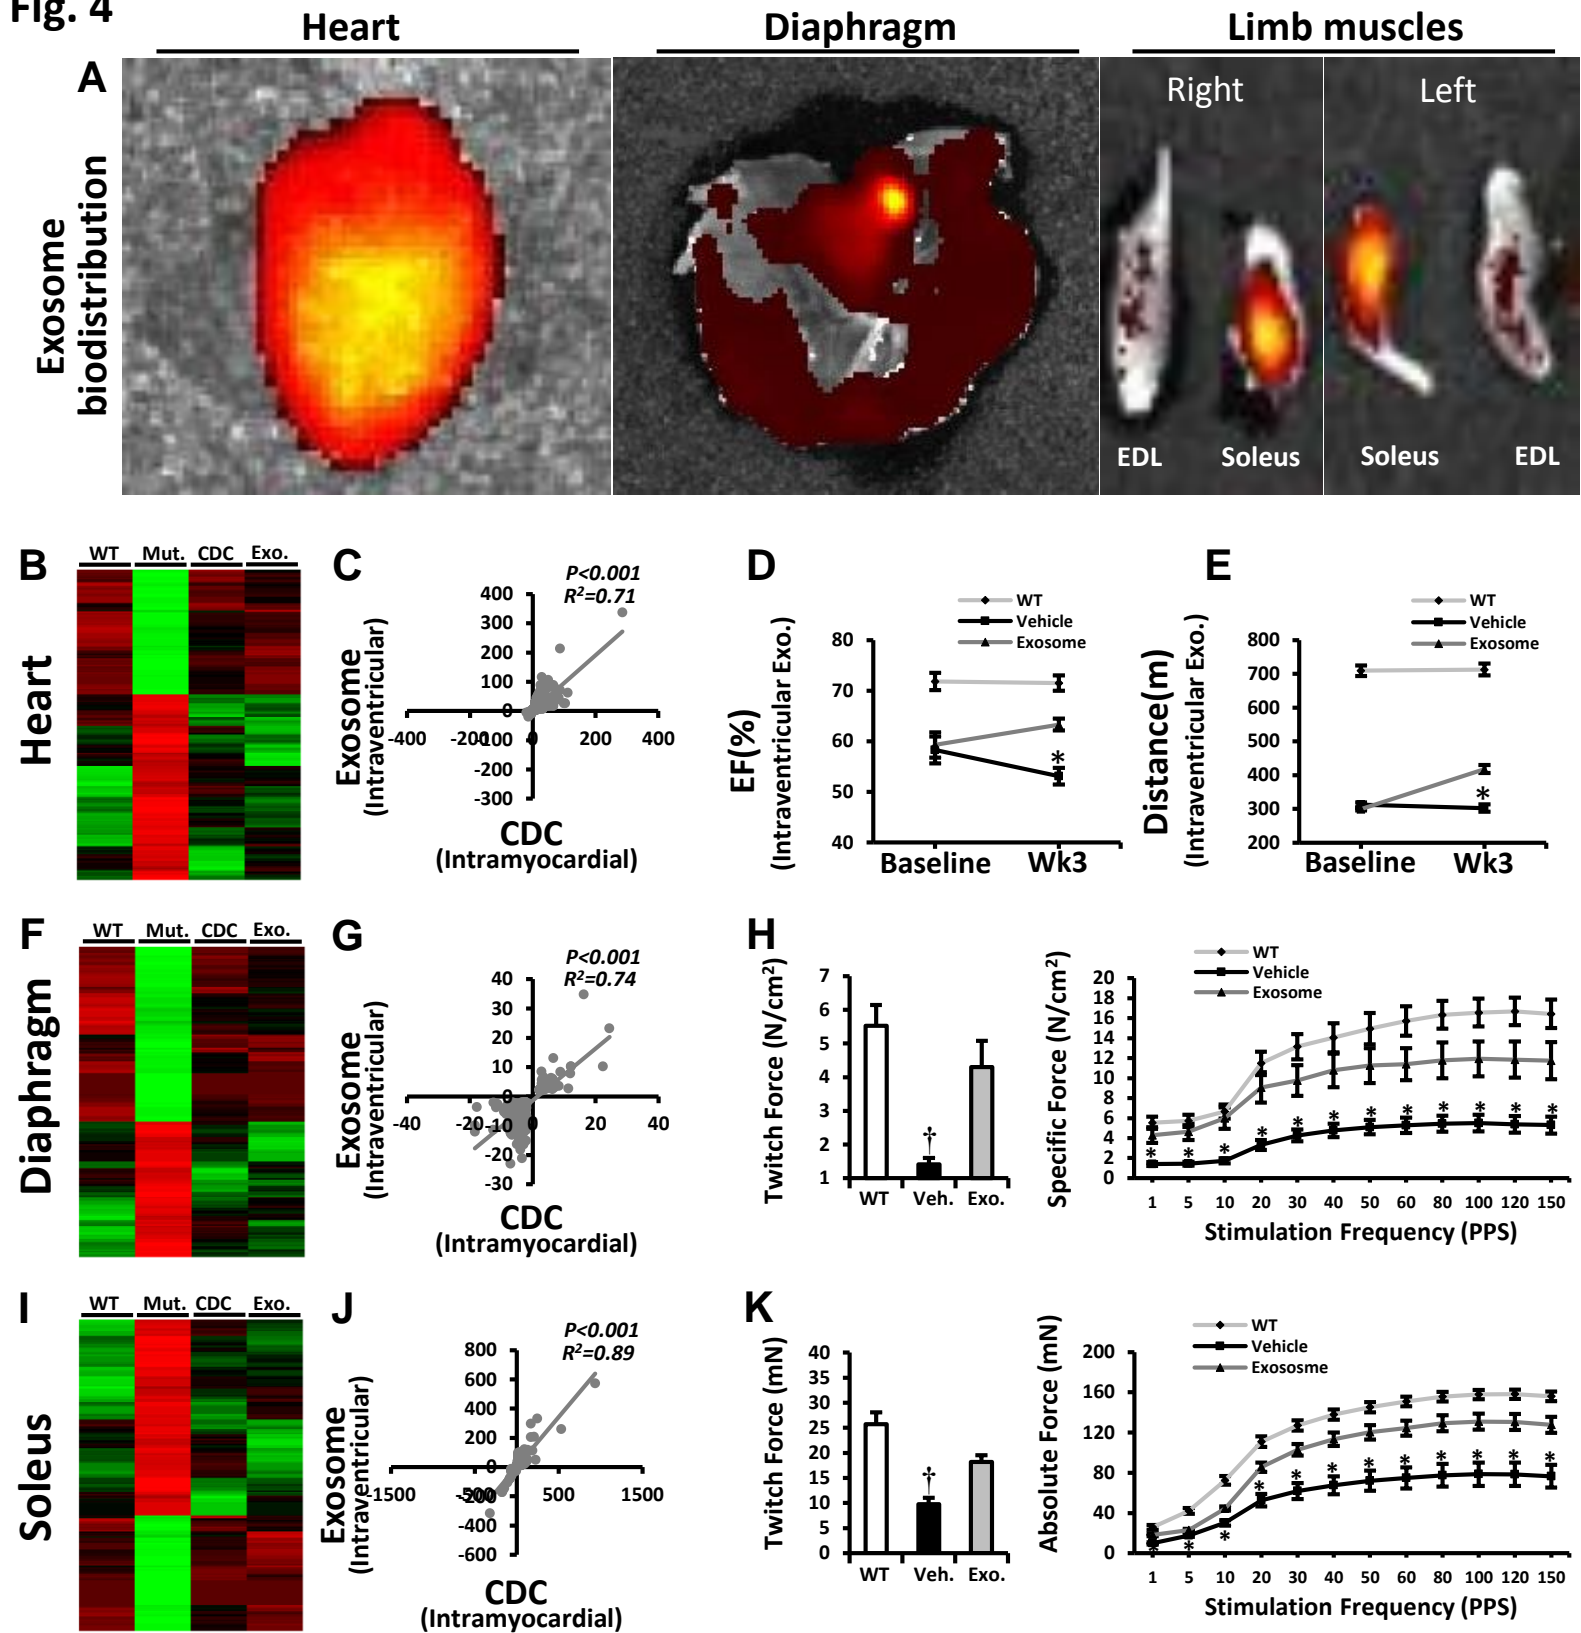 Fig. 4
Heart
Diaphragm
Limb muscles
A
Exosome
biodistribution
Right
Left
EDL
Soleus
Soleus
EDL
B
WT Mut. CDC Exo.
Heart
C
P<0.001
R²=0.71
Exosome
(Intraventricular)
400
300
200
100
0
-100
-200
-300
-400 -200 0 200 400
CDC
(Intramyocardial)
D
WT
Vehicle
Exosome
EF(%)
(Intraventricular Exo.)
80
70
60
50
40
*
Baseline Wk3
E
WT
Vehicle
Exosome
Distance(m)
(Intraventricular Exo.)
800
700
600
500
400
300
200
*
Baseline Wk3
F
WT Mut. CDC Exo.
Diaphragm
G
P<0.001
R²=0.74
Exosome
(Intraventricular)
40
30
20
10
0
-10
-20
-30
-40 -20 0 20 40
CDC
(Intramyocardial)
H
Twitch Force (N/cm²)
7
6
5
4
3
2
1
†
WT Veh. Exo.
WT
Vehicle
Exosome
Specific Force (N/cm²)
20
18
16
14
12
10
8
6
4
2
0
* * * * * * * * * * * *
1 5 10 20 30 40 50 60 80 100 120 150
Stimulation Frequency (PPS)
I
WT Mut. CDC Exo.
Soleus
J
P<0.001
R²=0.89
Exosome
(Intraventricular)
800
600
400
200
0
-200
-400
-600
-1500 -500 500 1500
CDC
(Intramyocardial)
K
Twitch Force (mN)
40
35
30
25
20
15
10
5
0
†
WT Veh. Exo.
WT
Vehicle
Exososme
Absolute Force (mN)
200
160
120
80
40
0
* * * * * * * * * * * *
1 5 10 20 30 40 50 60 80 100 120 150
Stimulation Frequency (PPS)